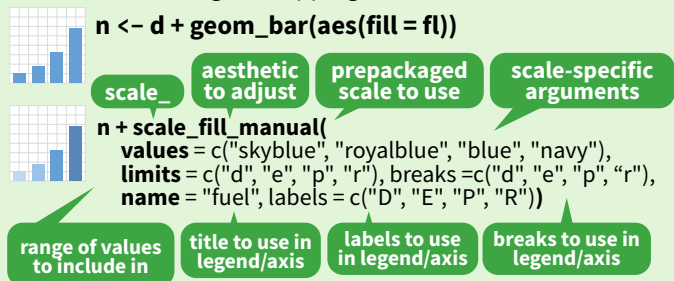 n <- d + geom_bar(aes(fill = fl))
scale_
aesthetic
to adjust
prepackaged
scale to use
scale-specific
arguments
n + scale_fill_manual(
values = c("skyblue", "royalblue", "blue", "navy"),
limits = c("d", "e", "p", "r"), breaks =c("d", "e", "p", “r"),
name = "fuel", labels = c("D", "E", "P", "R"))
range of values
to include in
title to use in
legend/axis
labels to use
in legend/axis
breaks to use in
legend/axis